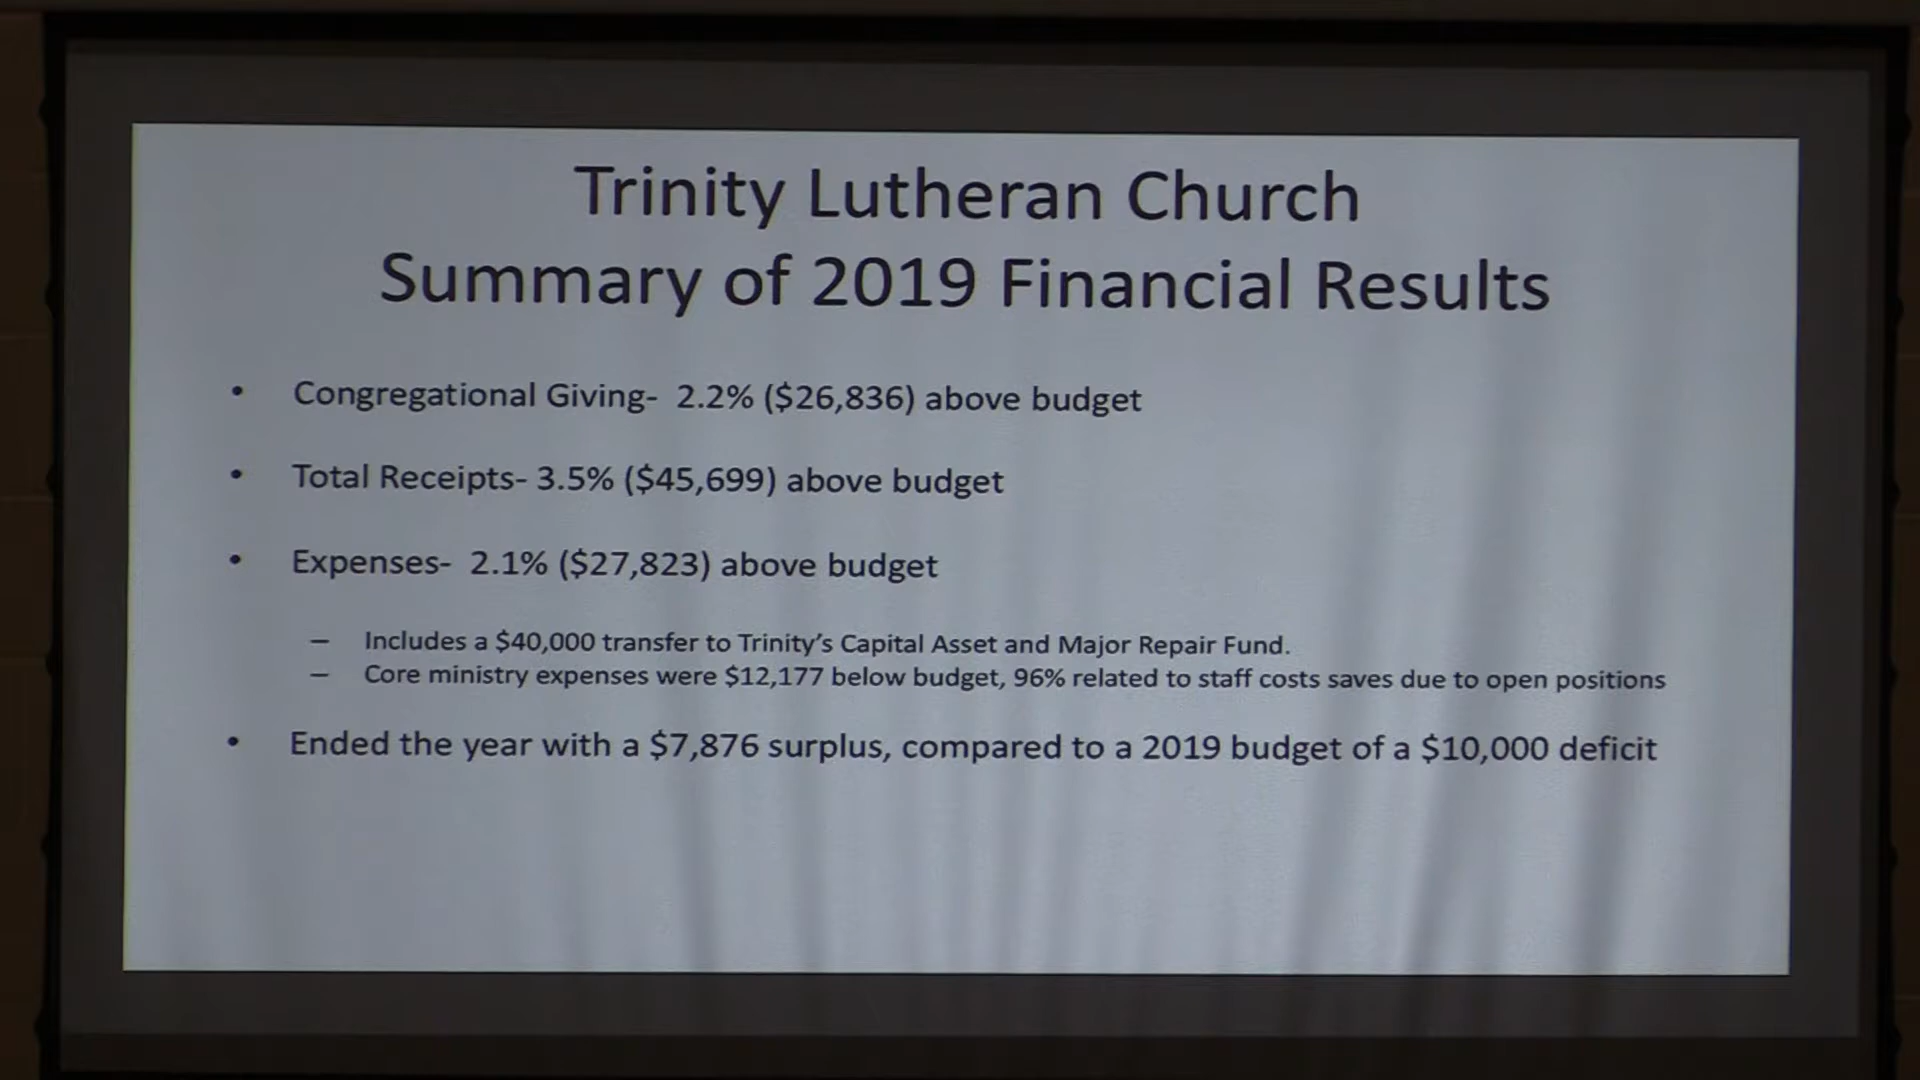 Trinity Lutheran Church
Summary of 2019 Financial Results
• Congregational Giving- 2.2% ($26,836) above budget
• Total Receipts- 3.5% ($45,699) above budget
• Expenses- 2.1% ($27,823) above budget
– Includes a $40,000 transfer to Trinity's Capital Asset and Major Repair Fund.
– Core ministry expenses were $12,177 below budget, 96% related to staff costs saves due to open positions
• Ended the year with a $7,876 surplus, compared to a 2019 budget of a $10,000 deficit